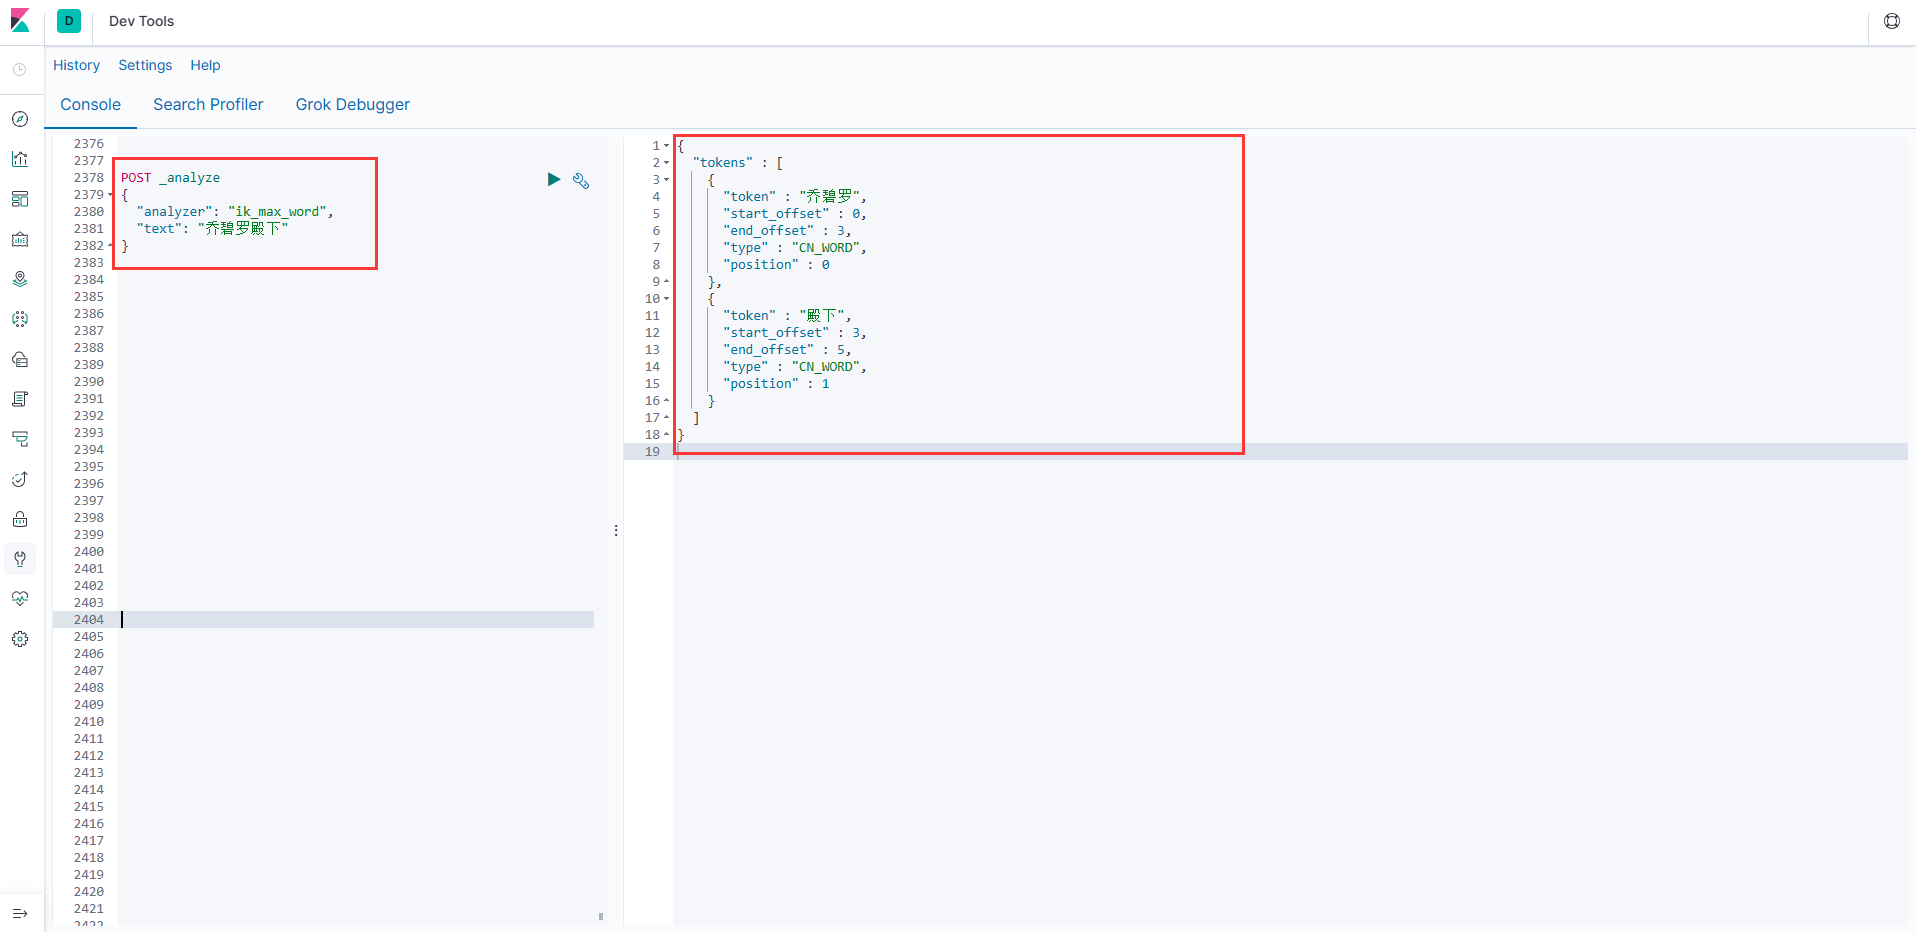 D
Dev Tools
History Settings Help
Console Search Profiler Grok Debugger
2376
2377
2378 POST _analyze
2379 {
2380 "analyzer": "ik_max_word",
2381 "text": "乔碧罗殿下"
2382 }
2383
2384
2385
2386
2387
2388
2389
2390
2391
2392
2393
2394
2395
2396
2397
2398
2399
2400
2401
2402
2403
2404
2405
2406
2407
2408
2409
2410
2411
2412
2413
2414
2415
2416
2417
2418
2419
2420
2421
2422
1 {
2 "tokens" : [
3 {
4 "token" : "乔碧罗",
5 "start_offset" : 0,
6 "end_offset" : 3,
7 "type" : "CN_WORD",
8 "position" : 0
9 },
10 {
11 "token" : "殿下",
12 "start_offset" : 3,
13 "end_offset" : 5,
14 "type" : "CN_WORD",
15 "position" : 1
16 }
17 ]
18 }
19